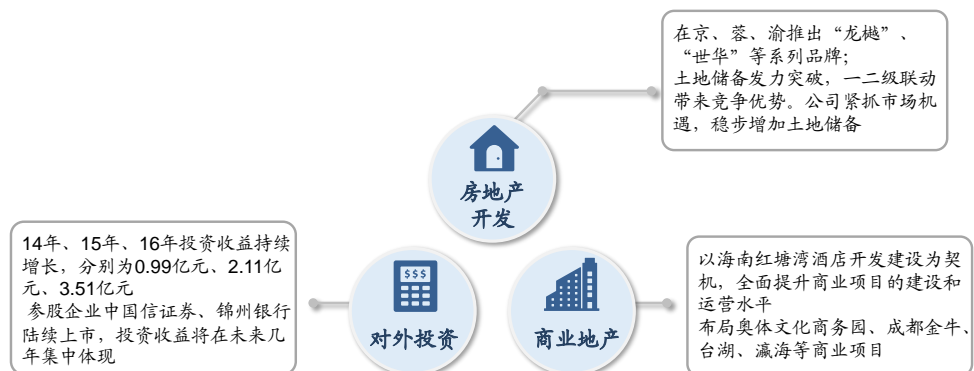 在京、蓉、渝推出“龙樾”、
“世华”等系列品牌；
土地储备发力突破，一二级联动
带来竞争优势。公司紧抓市场机
遇，稳步增加土地储备
房地产
开发
14年、15年、16年投资收益持续
增长，分别为0.99亿元、2.11亿
元、3.51亿元
参股企业中国信证券、锦州银行
陆续上市，投资收益将在未来几
年集中体现
$$$
对外投资
商业地产
以海南红塘湾酒店开发建设为契
机，全面提升商业项目的建设和
运营水平
布局奥体文化商务园、成都金牛、
台湖、瀛海等商业项目